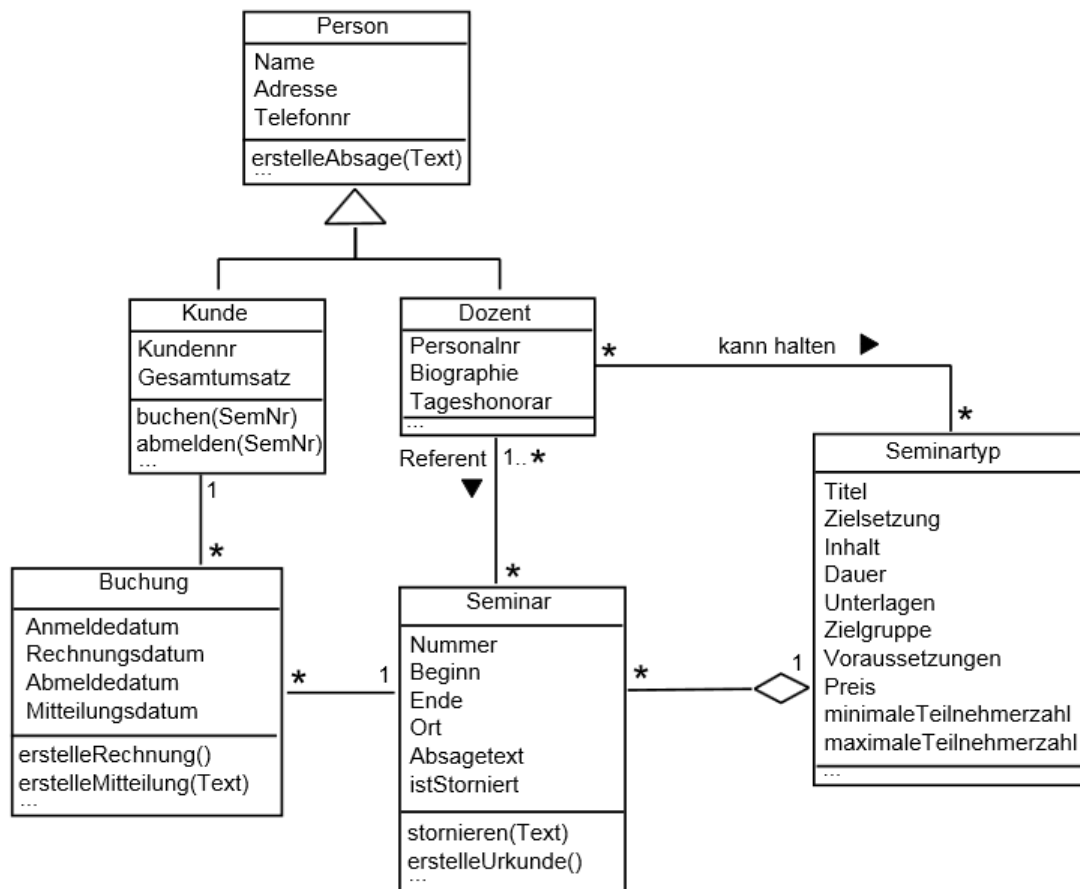 Person
Name
Adresse
Telefonnr
erstelleAbsage(Text)
...
Kunde
Kundennr
Gesamtumsatz
buchen(SemNr)
abmelden(SemNr)
...
Dozent
Personalnr
Biographie
Tageshonorar
...
* kann halten ▶
*
Referent 1..*
▼
*
1
*
Seminartyp
Titel
Zielsetzung
Inhalt
Dauer
Unterlagen
Zielgruppe
Voraussetzungen
Preis
minimaleTeilnehmerzahl
maximaleTeilnehmerzahl
...
Buchung
Anmeldedatum
Rechnungsdatum
Abmeldedatum
Mitteilungsdatum
erstelleRechnung()
erstelleMitteilung(Text)
...
* 1
Seminar
Nummer
Beginn
Ende
Ort
Absagetext
istStorniert
stornieren(Text)
erstelleUrkunde()
...
* 1